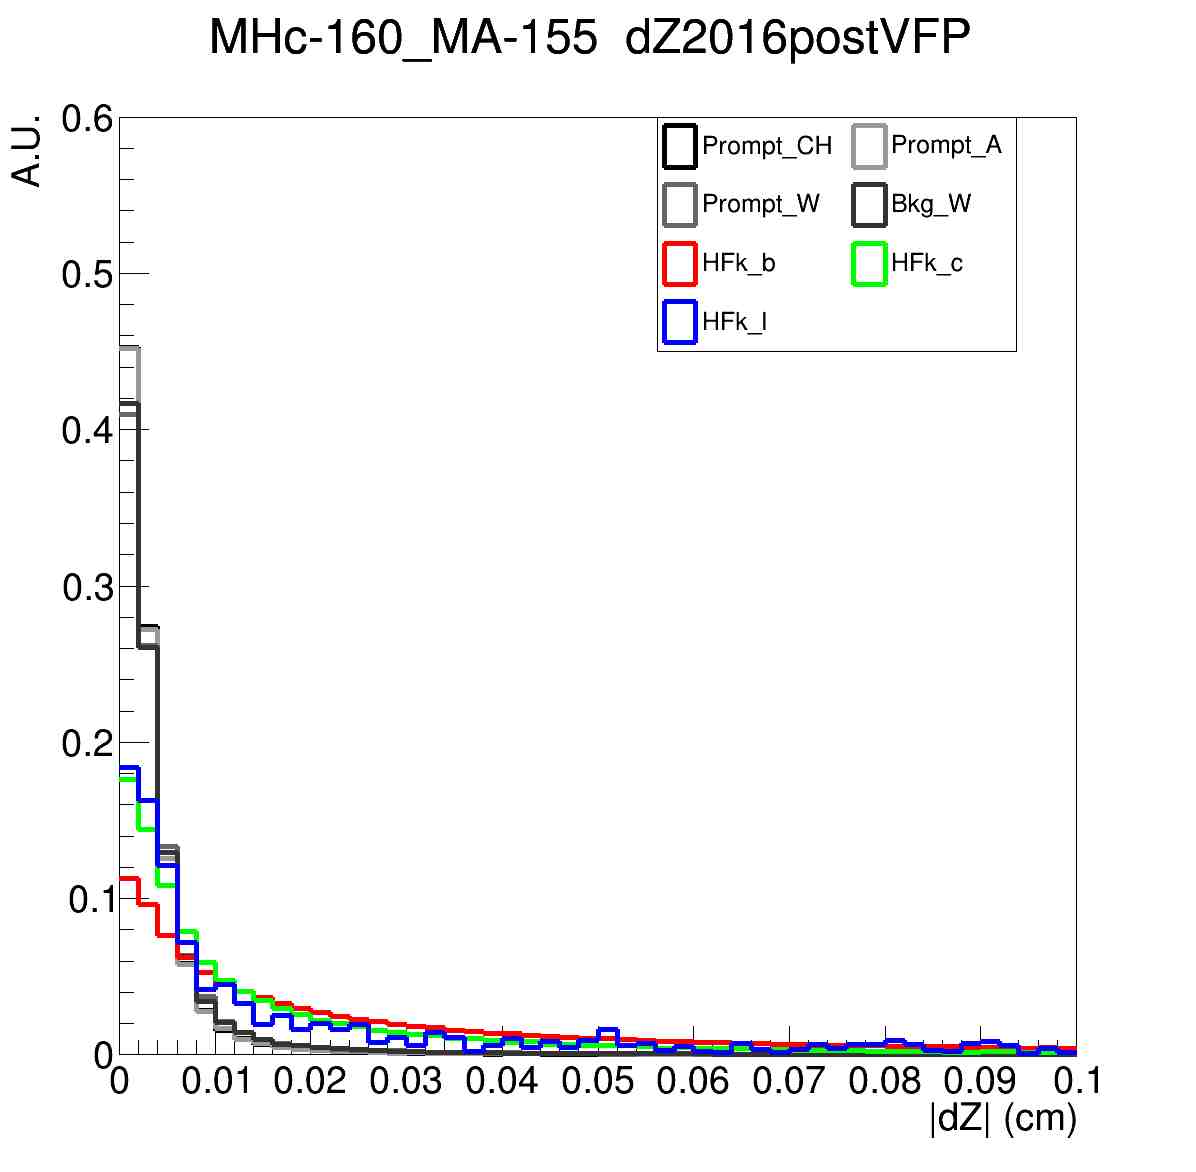 MHc-160_MA-155 dZ2016postVFP
A.U.
0.6
0.5
0.4
0.3
0.2
0.1
0
Prompt_CH Prompt_A
Prompt_W Bkg_W
HFk_b HFk_c
HFk_l
0 0.01 0.02 0.03 0.04 0.05 0.06 0.07 0.08 0.09 0.1
|dZ| (cm)